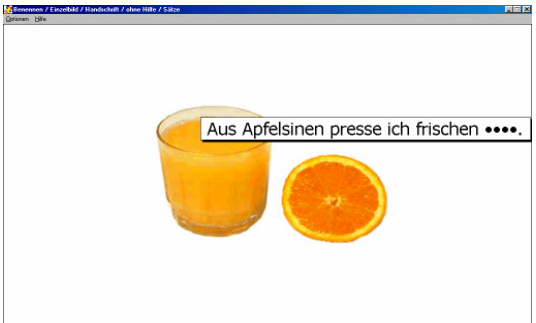 Benennen / Einzelbild / Handschrift / ohne Hilfe / Sätze
Optionen Hilfe
Aus Apfelsinen presse ich frischen ••••.